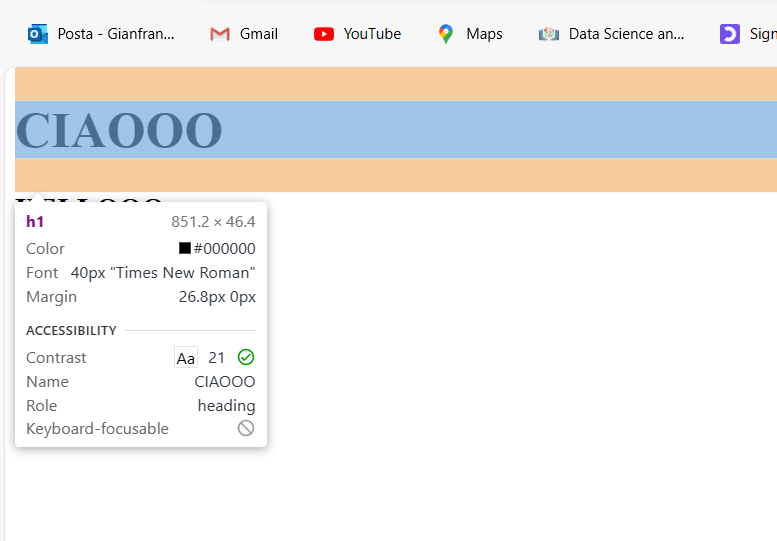 Posta - Gianfran... Gmail YouTube Maps Data Science an... Sign
CIAOOO
h1 851.2 × 46.4
Color #000000
Font 40px "Times New Roman"
Margin 26.8px 0px
ACCESSIBILITY
Contrast Aa 21
Name CIAOOO
Role heading
Keyboard-focusable